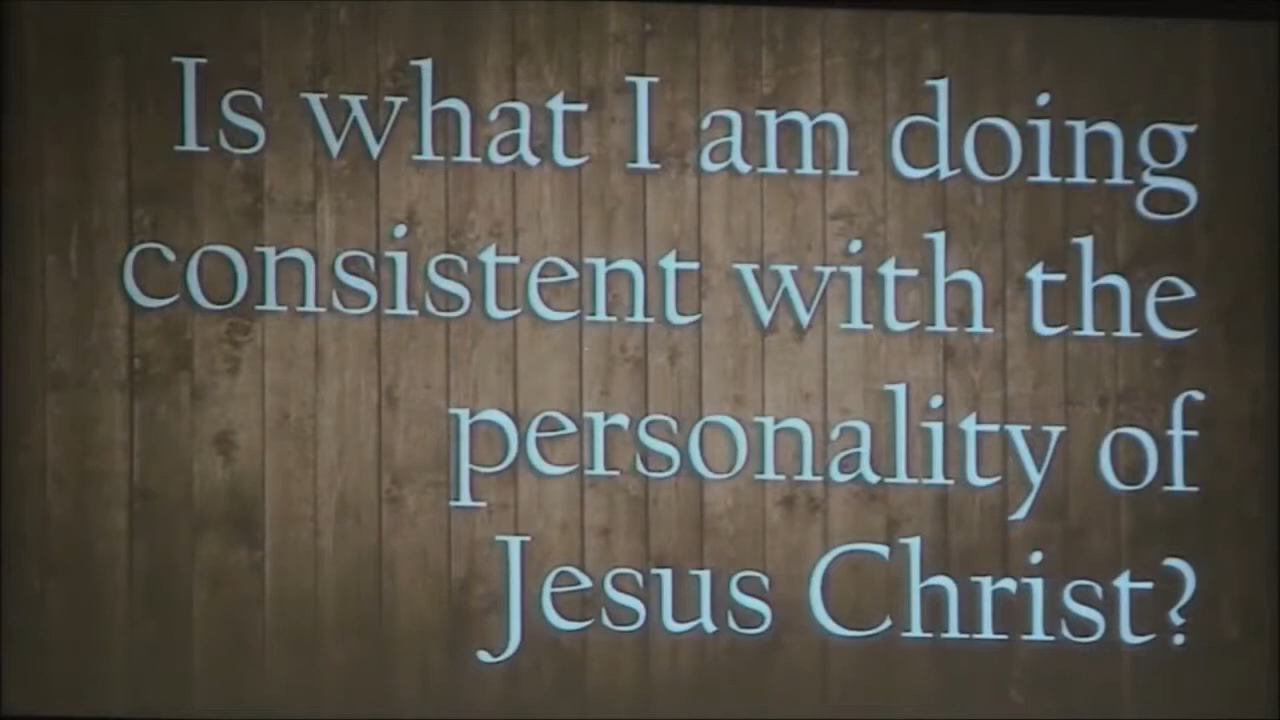 Is what I am doing
consistent with the
personality of
Jesus Christ?